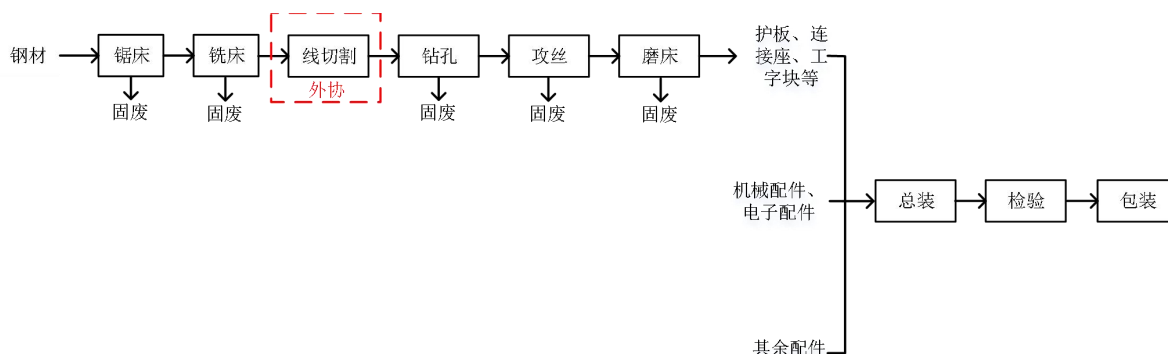 钢材
锯床
铣床
线切割
外协
钻孔
攻丝
磨床
护板、连
接座、工
字块等
固废
固废
固废
固废
固废
机械配件、
电子配件
总装
检验
包装
其余配件